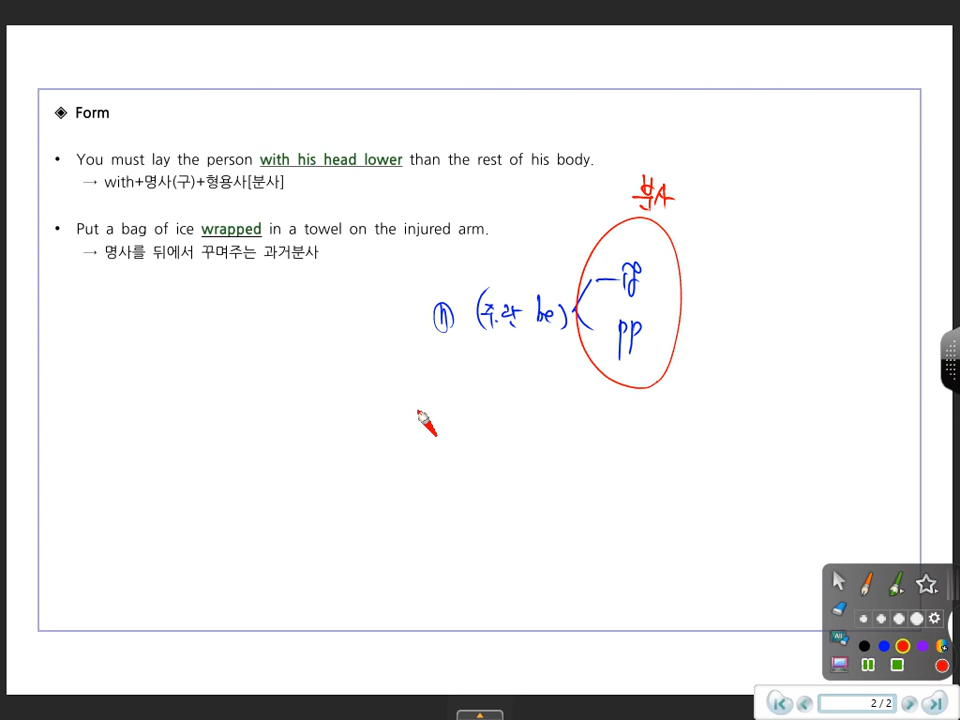 ◈ Form
• You must lay the person with his head lower than the rest of his body.
→ with+명사(구)+형용사[분사]
• Put a bag of ice wrapped in a towel on the injured arm.
→ 명사를 뒤에서 꾸며주는 과거분사
분사
ⓝ (주.관 be)
pp
All
2 / 2